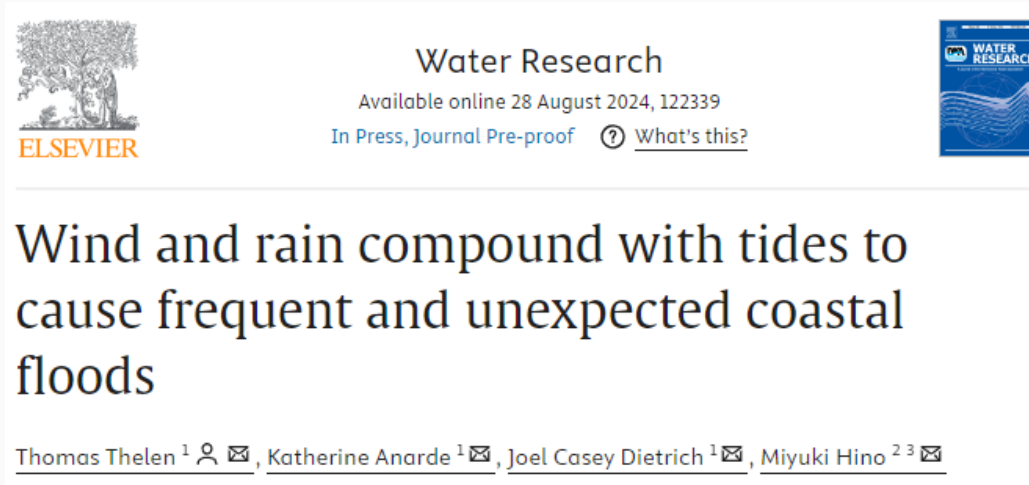 ELSEVIER
Water Research
Available online 28 August 2024, 122339
In Press, Journal Pre-proof ? What's this?
WATER
RESEARCH
Wind and rain compound with tides to
cause frequent and unexpected coastal
floods
Thomas Thelen 1, Katherine Anarde 1, Joel Casey Dietrich 1, Miyuki Hino 2 3